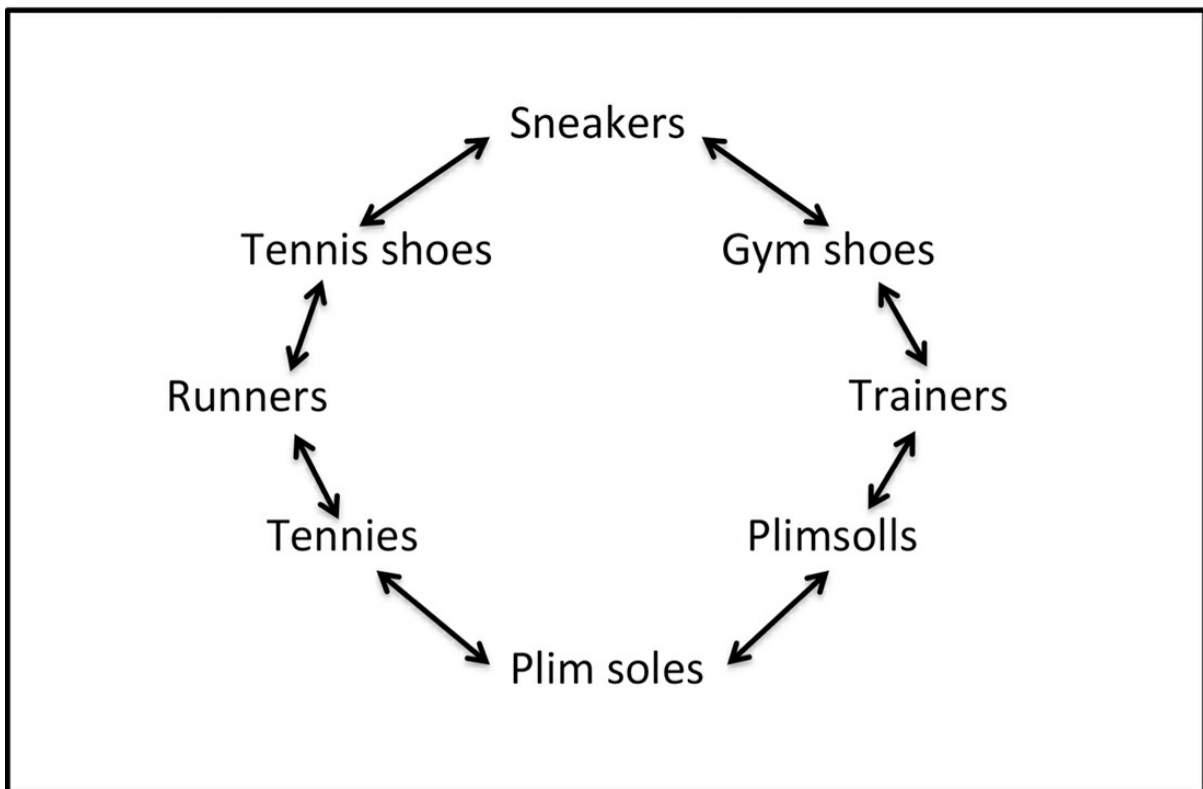 Sneakers
Tennis shoes
Gym shoes
Runners
Trainers
Tennies
Plimsolls
Plim soles